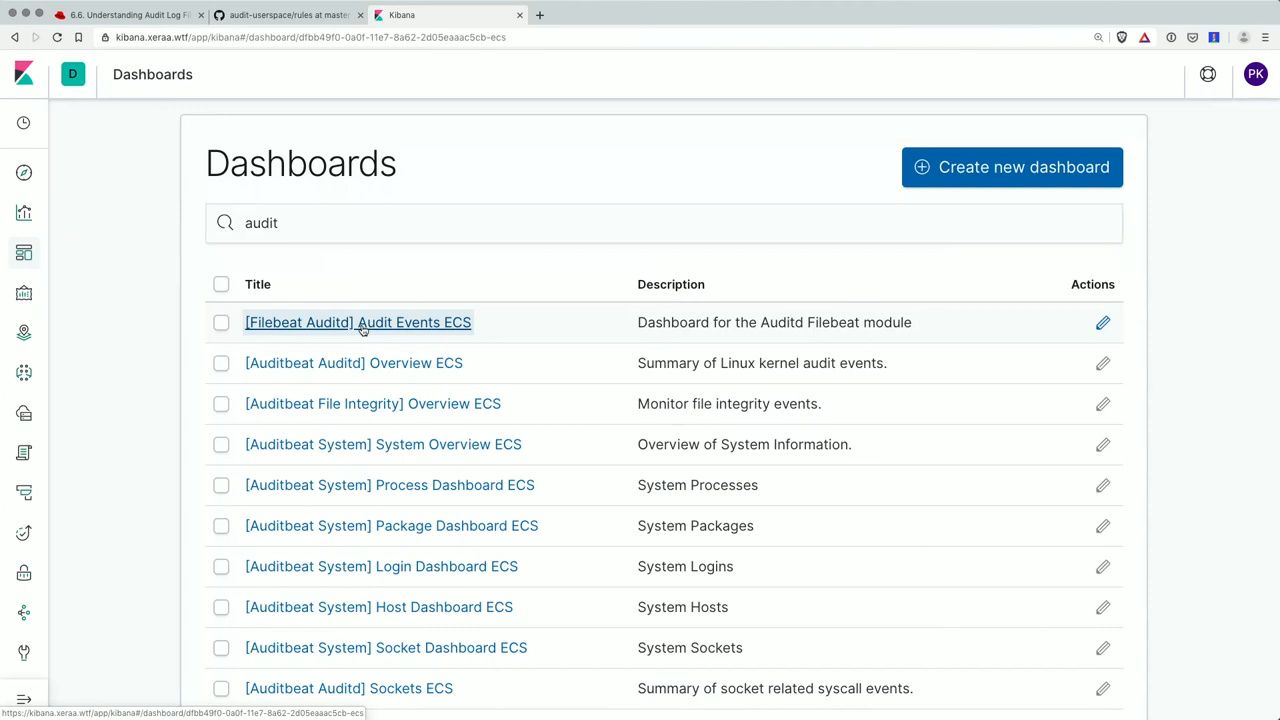 6.6. Understanding Audit Log Fi
audit-userspace/rules at master
Kibana
kibana.xeraa.wtf/app/kibana#/dashboard/dfbb49f0-0a0f-11e7-8a62-2d05eaaac5cb-ecs
D
Dashboards
PK
Dashboards
Create new dashboard
audit
Title Description Actions
[Filebeat Auditd] Audit Events ECS Dashboard for the Auditd Filebeat module
[Auditbeat Auditd] Overview ECS Summary of Linux kernel audit events.
[Auditbeat File Integrity] Overview ECS Monitor file integrity events.
[Auditbeat System] System Overview ECS Overview of System Information.
[Auditbeat System] Process Dashboard ECS System Processes
[Auditbeat System] Package Dashboard ECS System Packages
[Auditbeat System] Login Dashboard ECS System Logins
[Auditbeat System] Host Dashboard ECS System Hosts
[Auditbeat System] Socket Dashboard ECS System Sockets
[Auditbeat Auditd] Sockets ECS Summary of socket related syscall events.
https://kibana.xeraa.wtf/app/kibana#/dashboard/dfbb49f0-0a0f-11e7-8a62-2d05eaaac5cb-ecs